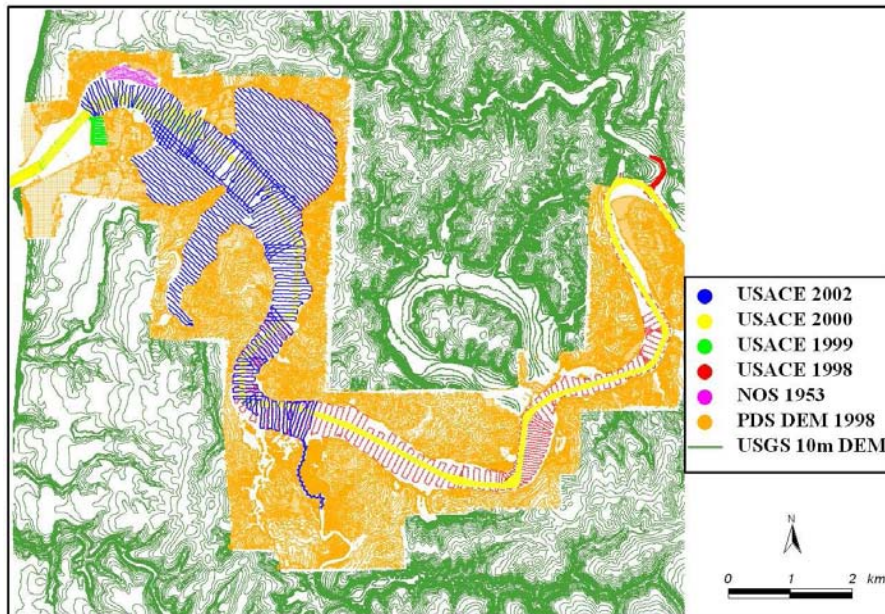 USACE 2002
USACE 2000
USACE 1999
USACE 1998
NOS 1953
PDS DEM 1998
USGS 10m DEM
N
0 1 2 km